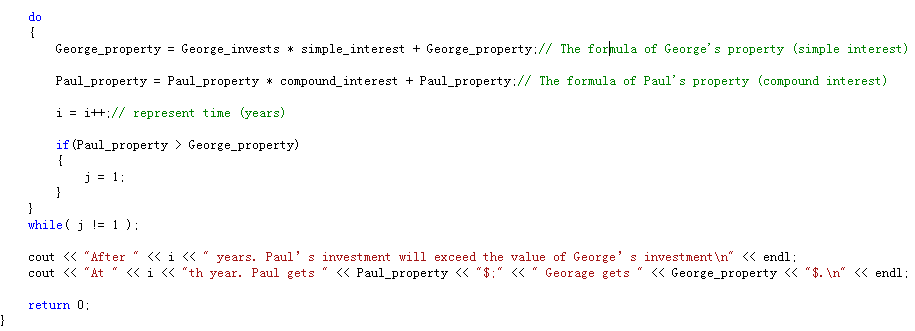 do
{
George_property = George_invests * simple_interest + George_property;// The formula of George's property (simple interest)
Paul_property = Paul_property * compound_interest + Paul_property;// The formula of Paul's property (compound interest)
i = i++;// represent time (years)
if(Paul_property > George_property)
{
j = 1;
}
}
while( j != 1 );
cout << "After " << i << " years. Paul’s investment will exceed the value of George’s investment\n" << endl;
cout << "At " << i << "th year. Paul gets " << Paul_property << "$;" << " Georage gets " << George_property << "$.\n" << endl;
return 0;
}